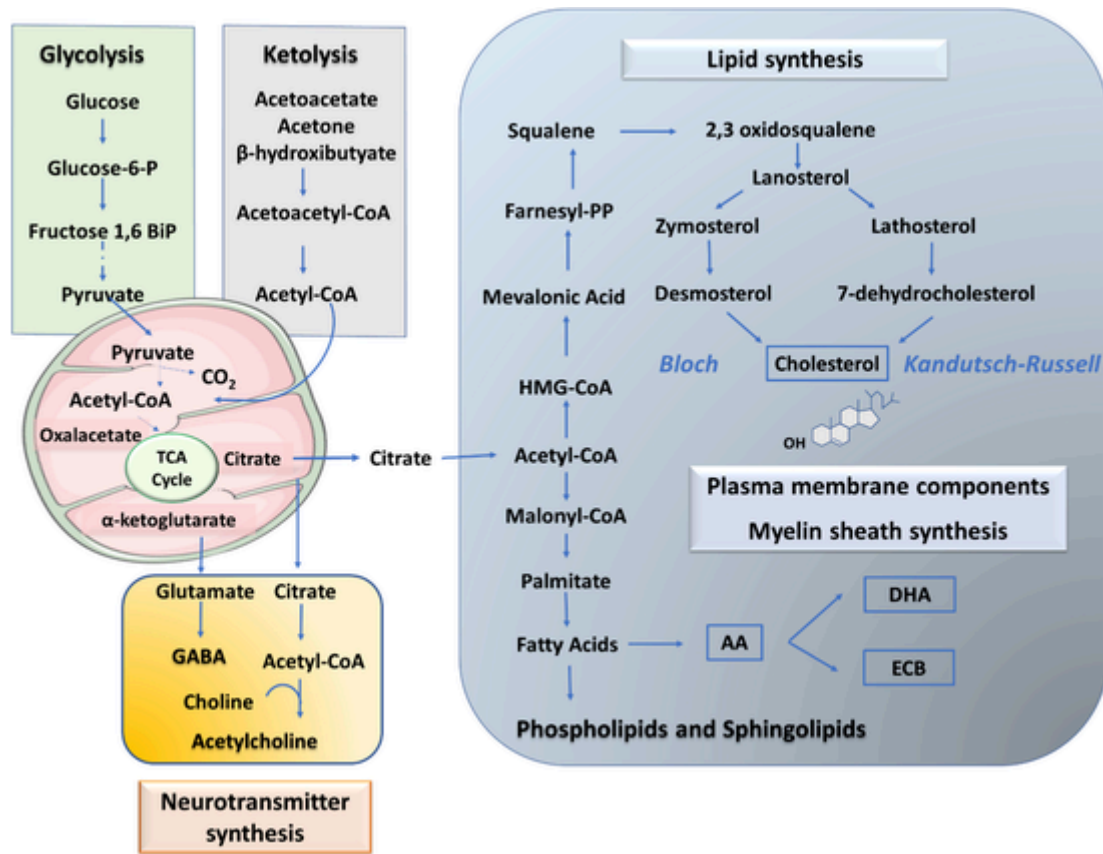 Glycolysis
Glucose
Glucose-6-P
Fructose 1,6 BiP
Pyruvate
Ketolysis
Acetoacetate
Acetone
β-hydroxibutyate
Acetoacetyl-CoA
Acetyl-CoA
Pyruvate
CO₂
Acetyl-CoA
Oxalacetate
TCA
Cycle
Citrate
α-ketoglutarate
Citrate
Glutamate
GABA
Citrate
Acetyl-CoA
Choline
Acetylcholine
Neurotransmitter
synthesis
Lipid synthesis
Squalene
2,3 oxidosqualene
Lanosterol
Farnesyl-PP
Zymosterol
Lathosterol
Mevalonic Acid
Desmosterol
7-dehydrocholesterol
Bloch
Cholesterol
Kandutsch-Russell
HMG-CoA
OH
Acetyl-CoA
Plasma membrane components
Myelin sheath synthesis
Malonyl-CoA
Palmitate
Fatty Acids
AA
DHA
ECB
Phospholipids and Sphingolipids